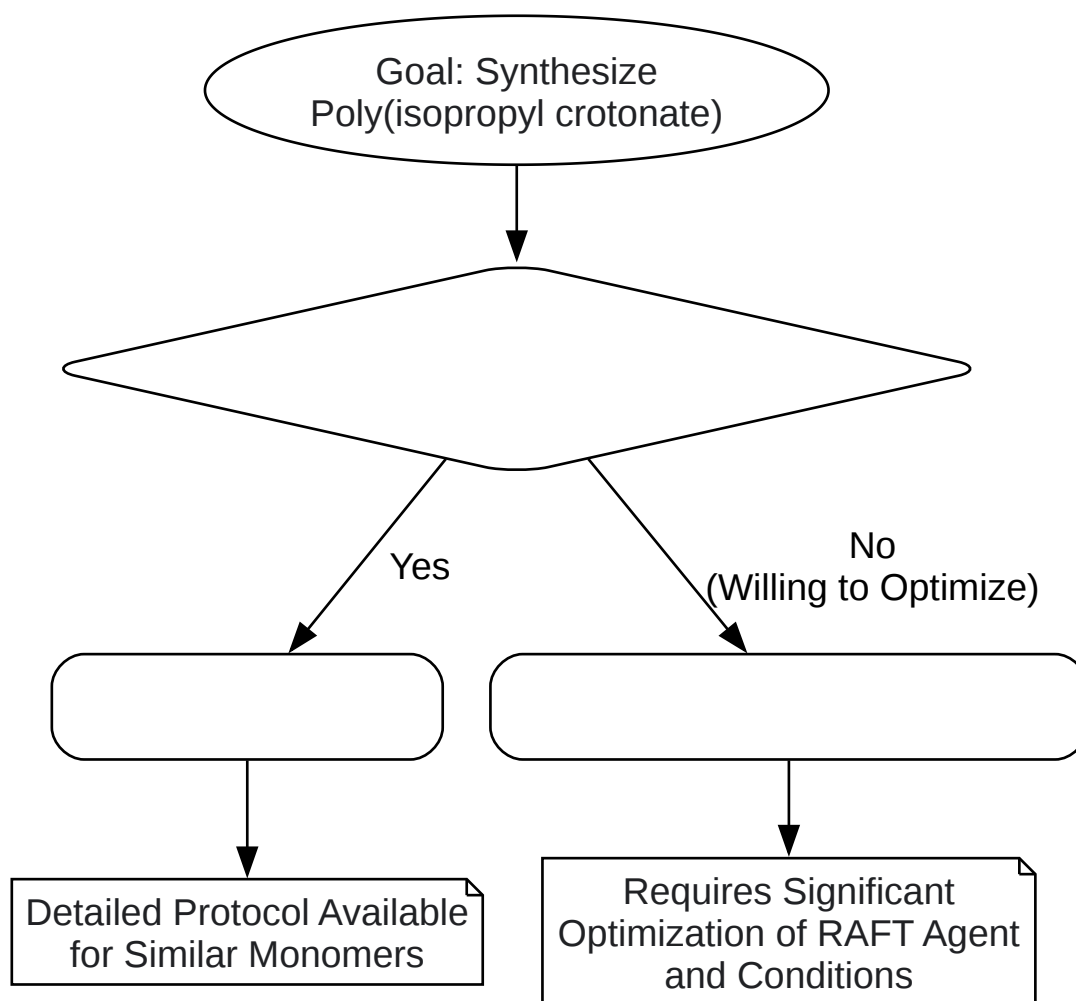 Goal: Synthesize
Poly(isopropyl crotonate)
Yes
No
(Willing to Optimize)
Detailed Protocol Available
for Similar Monomers
Requires Significant
Optimization of RAFT Agent
and Conditions